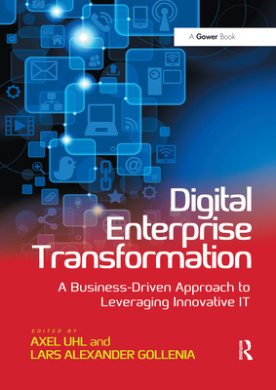 A Gower Book
Digital
Enterprise
Transformation
A Business-Driven Approach to
Leveraging Innovative IT
EDITED BY
AXEL UHL and
LARS ALEXANDER GOLLENIA
R